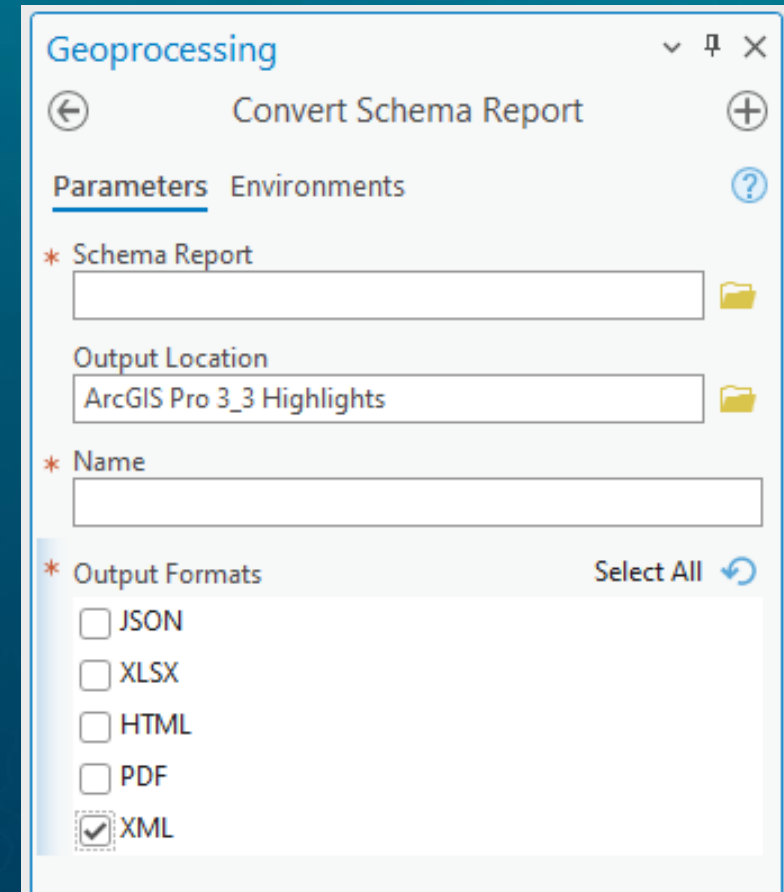 Geoprocessing
Convert Schema Report
Parameters Environments
* Schema Report
Output Location
ArcGIS Pro 3_3 Highlights
* Name
* Output Formats Select All
JSON
XLSX
HTML
PDF
XML